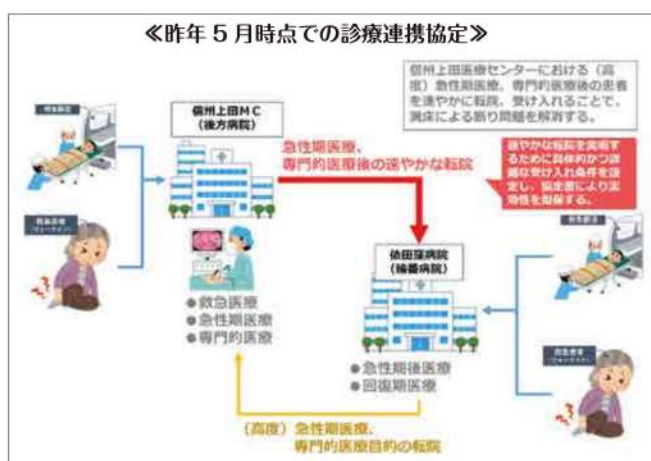 ≪昨年5月時点での診療連携協定≫
信州上田医療センターにおける（高
度）急性期医療、専門的医療後の患者
を速やかに転院、受け入れることで、
満床による断り問題を解消する。
信州上田MC
（後方病院）
急性期医療、
専門的医療後の速やかな転院
速やかな転院を実現す
るために具体的かつ詳
細な受け入れ条件を設
定し、協定書により実
効性を担保する。
依田窪病院
（輪番病院）
●救急医療
●急性期医療
●専門的医療
●急性期後医療
●回復期医療
（高度）急性期医療、
専門的医療目的の転院